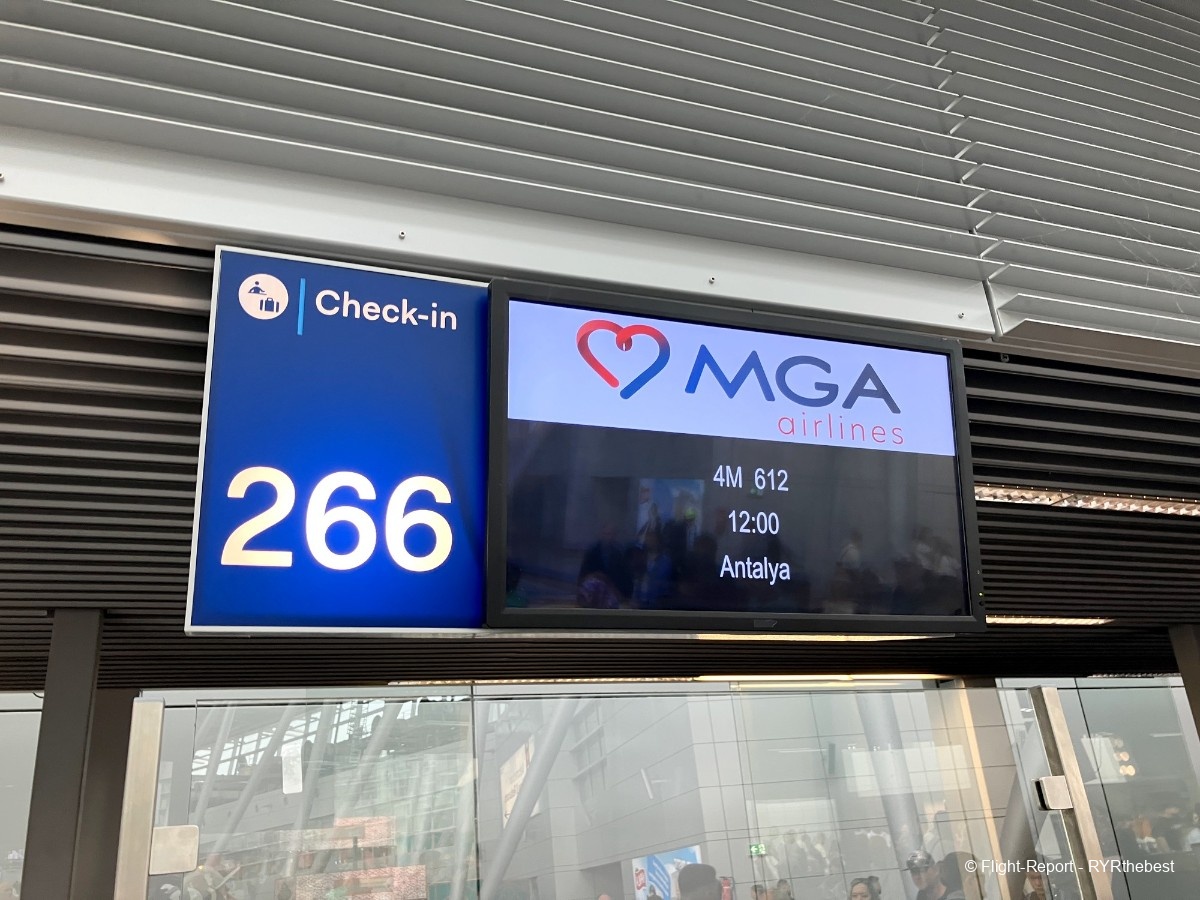 Check-in
266
MGA
airlines
4M 612
12:00
Antalya
© Flight-Report - RYRthebest